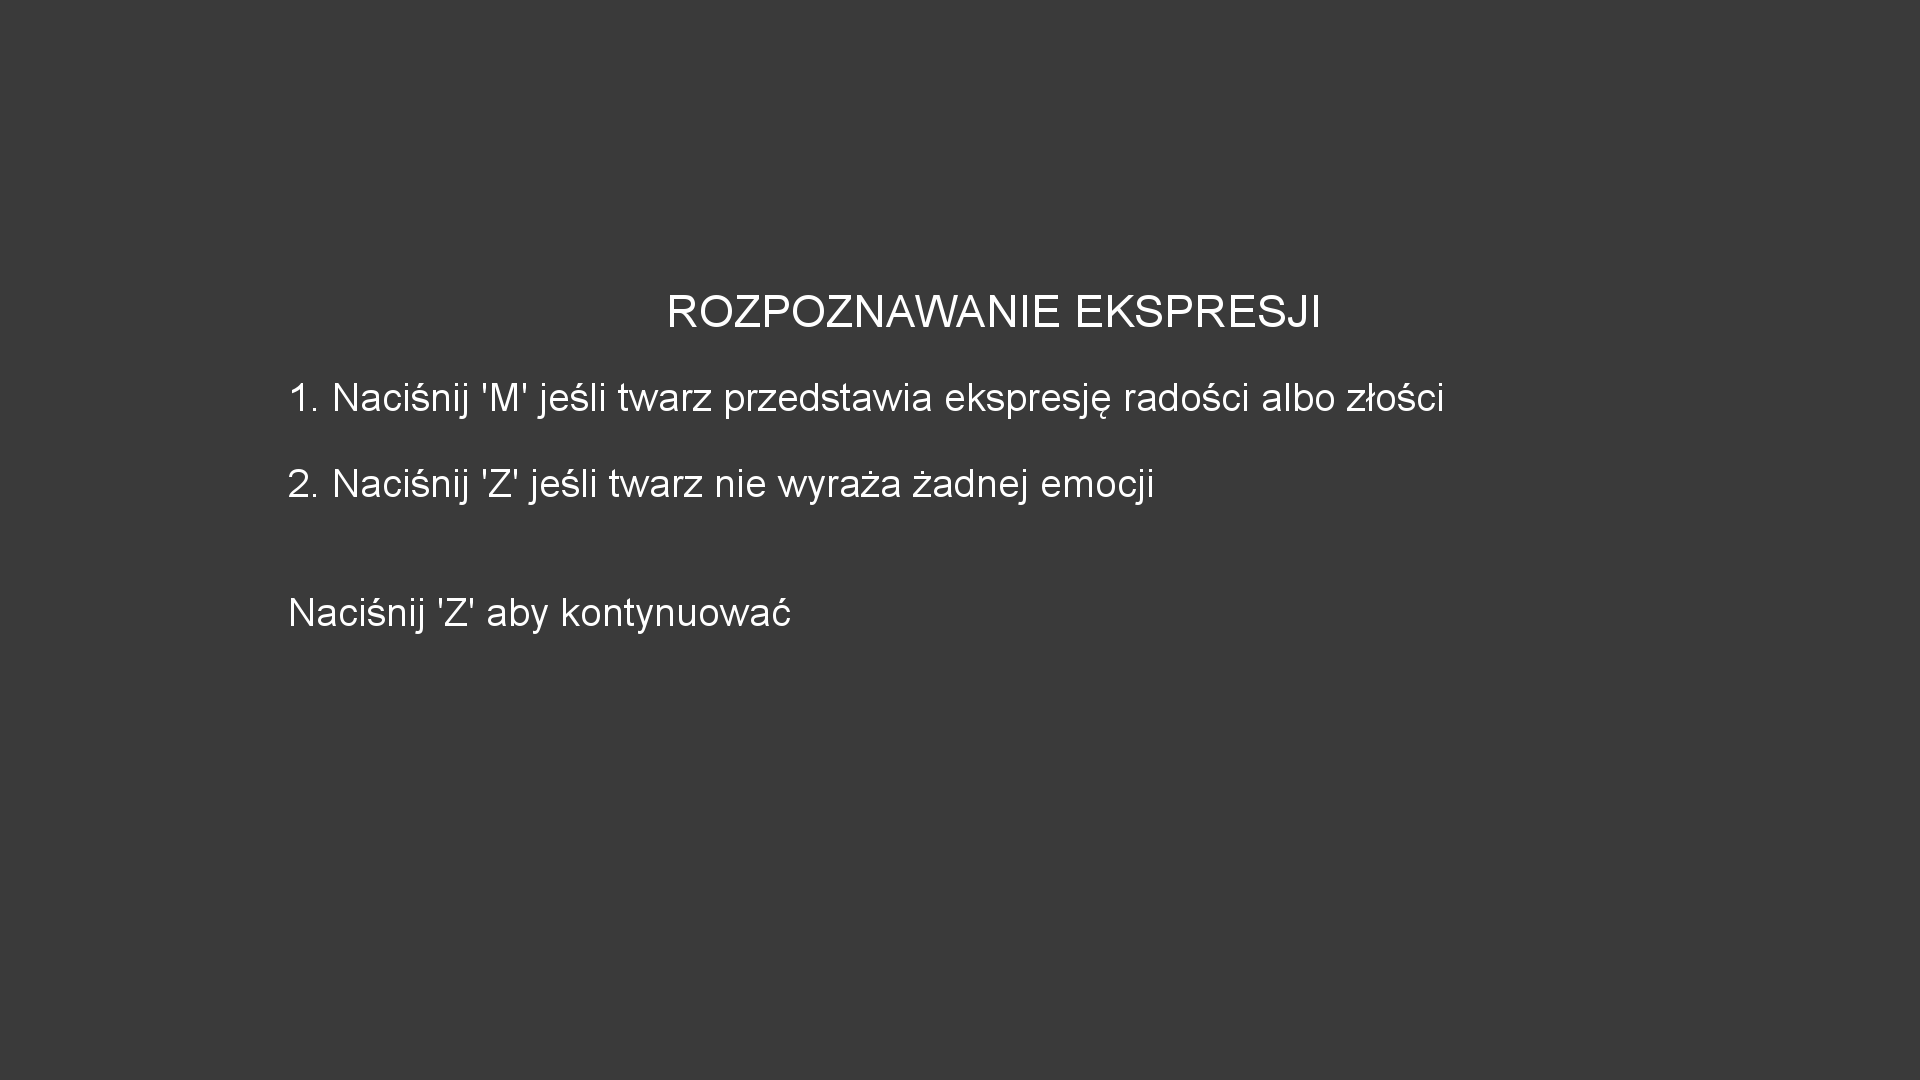 ROZPOZNAWANIE EKSPRESJI
1. Naciśnij 'M' jeśli twarz przedstawia ekspresję radości albo złości
2. Naciśnij 'Z' jeśli twarz nie wyraża żadnej emocji
Naciśnij 'Z' aby kontynuować